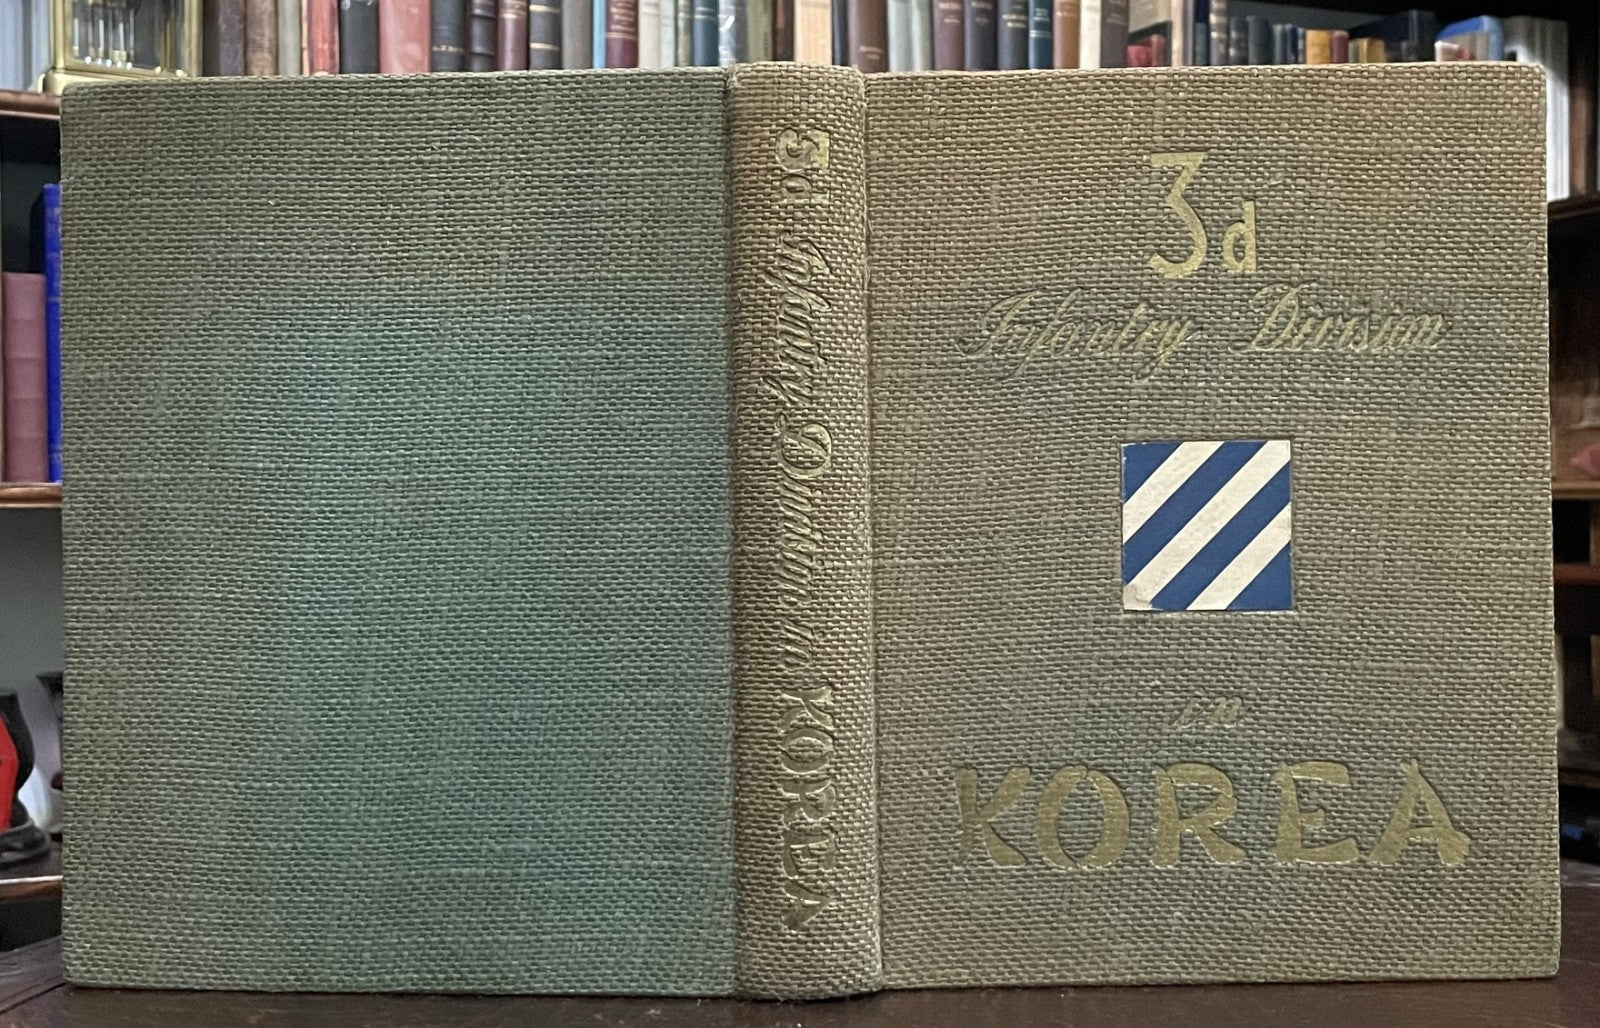 3d Infantry Division in KOREA
3d
Infantry Division
in
KOREA